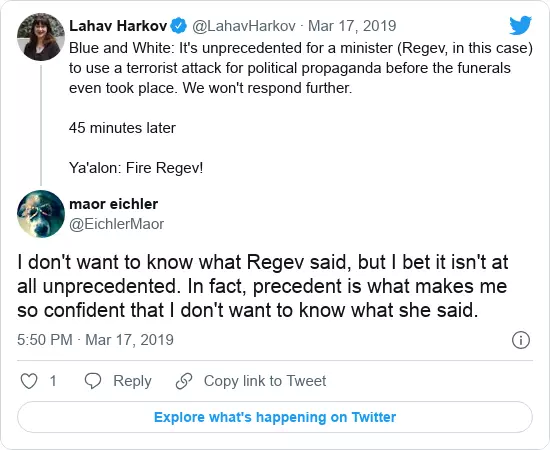 Lahav Harkov @LahavHarkov · Mar 17, 2019
Blue and White: It's unprecedented for a minister (Regev, in this case)
to use a terrorist attack for political propaganda before the funerals
even took place. We won't respond further.
45 minutes later
Ya'alon: Fire Regev!
maor eichler
@EichlerMaor
I don't want to know what Regev said, but I bet it isn't at
all unprecedented. In fact, precedent is what makes me
so confident that I don't want to know what she said.
5:50 PM · Mar 17, 2019
1 Reply Copy link to Tweet
Explore what's happening on Twitter